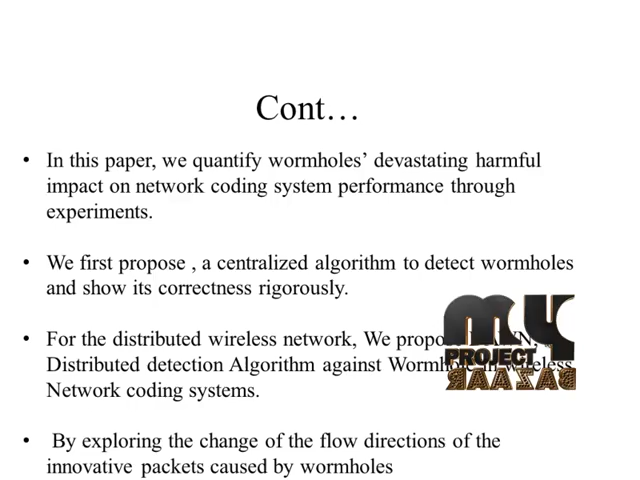 Cont…
• In this paper, we quantify wormholes’ devastating harmful
impact on network coding system performance through
experiments.
• We first propose , a centralized algorithm to detect wormholes
and show its correctness rigorously.
• For the distributed wireless network, We
Distributed detection Algorithm against in wireless
Network coding systems.
• By exploring the change of the flow directions of the
innovative packets caused by wormholes
MY
PROJECT
BAZAAR